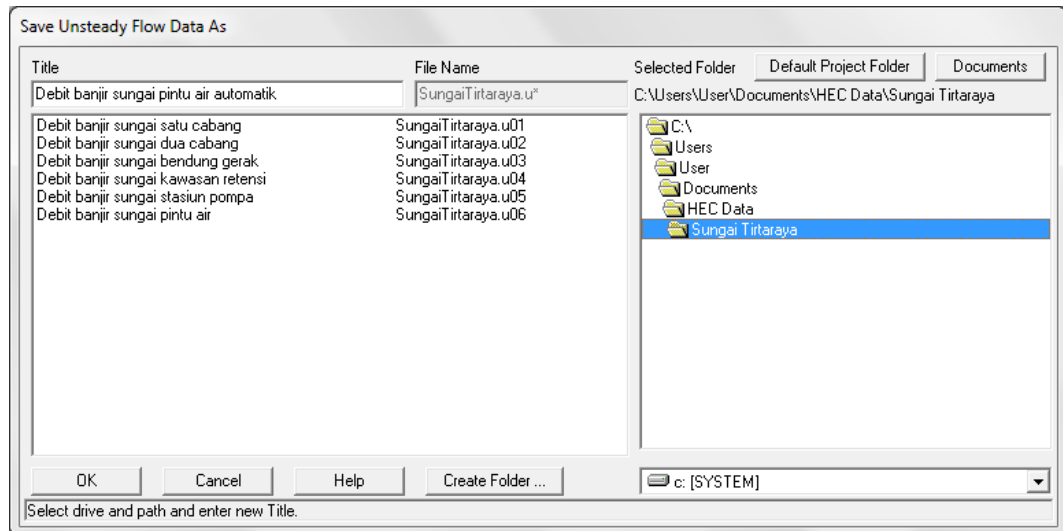 Save Unsteady Flow Data As
Title File Name Selected Folder Default Project Folder Documents
Debit banjir sungai pintu air automatik SungaiTirtaraya.u* C:\Users\User\Documents\HEC Data\Sungai Tirtaraya
Debit banjir sungai satu cabang SungaiTirtaraya.u01
Debit banjir sungai dua cabang SungaiTirtaraya.u02
Debit banjir sungai bendung gerak SungaiTirtaraya.u03
Debit banjir sungai kawasan retensi SungaiTirtaraya.u04
Debit banjir sungai stasiun pompa SungaiTirtaraya.u05
Debit banjir sungai pintu air SungaiTirtaraya.u06
C:\
Users
User
Documents
HEC Data
Sungai Tirtaraya
OK Cancel Help Create Folder ... c: [SYSTEM]
Select drive and path and enter new Title.